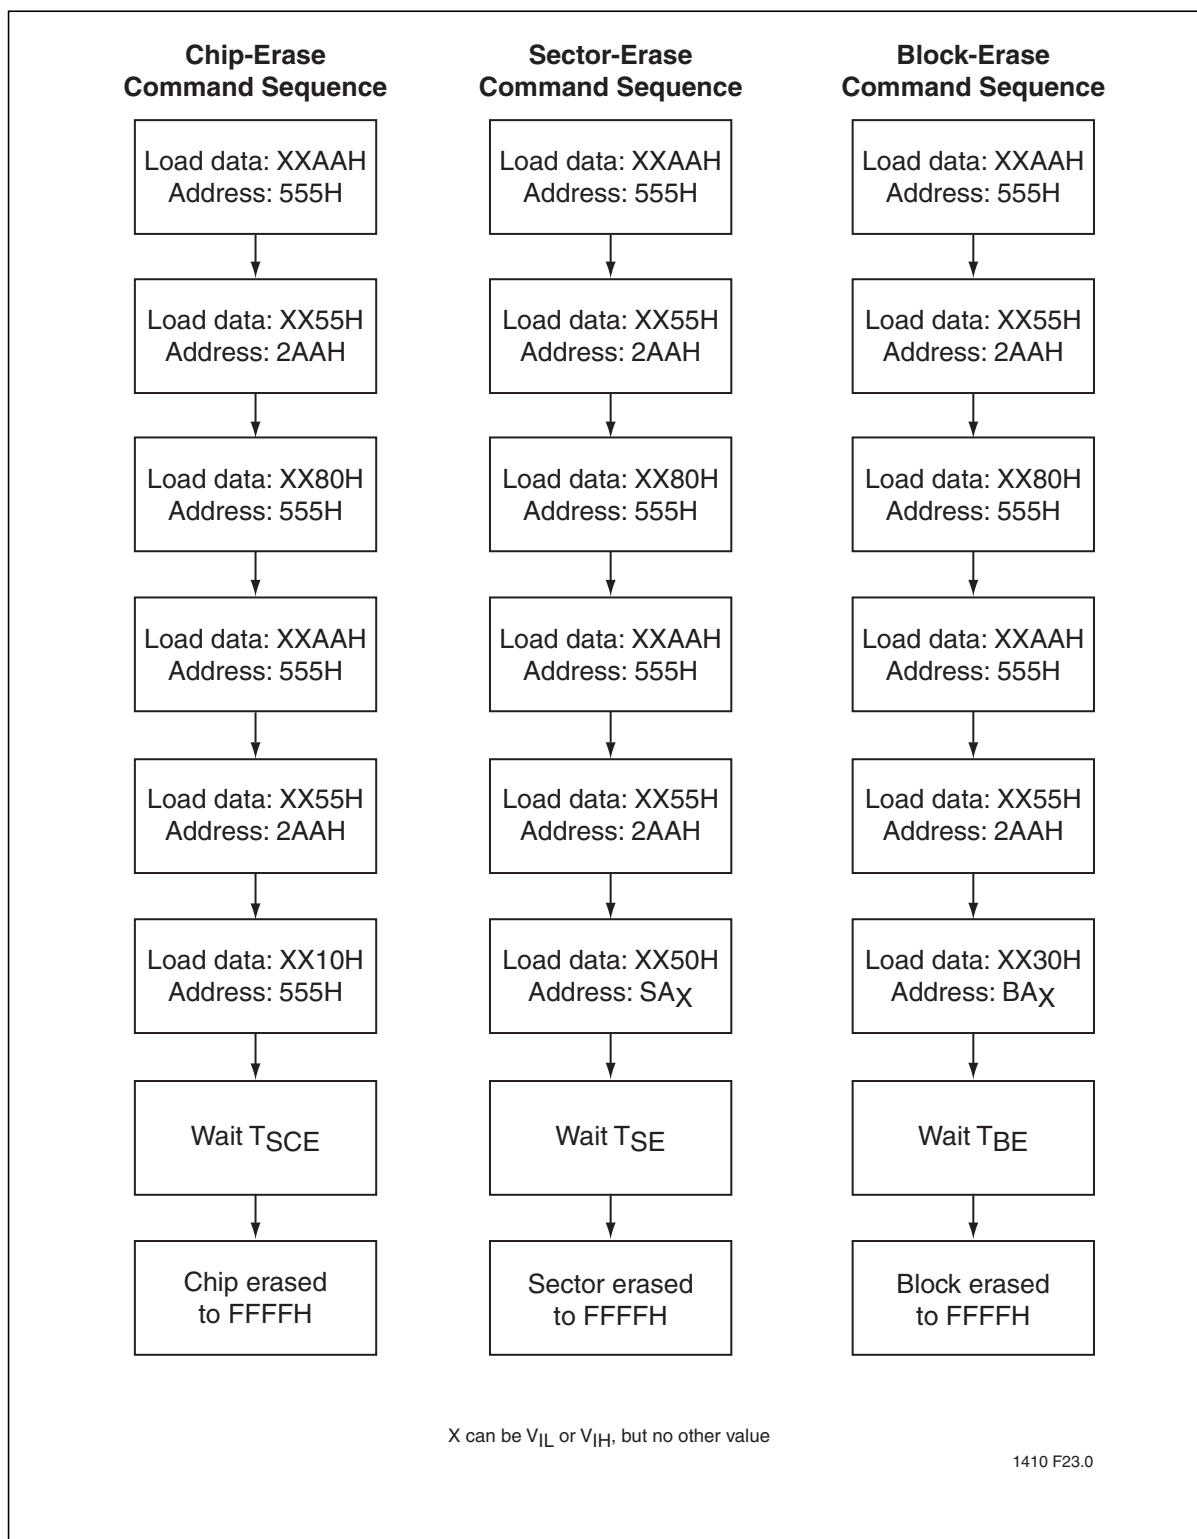 Chip-Erase
Command Sequence
Load data: XXAAH
Address: 555H
Load data: XX55H
Address: 2AAH
Load data: XX80H
Address: 555H
Load data: XXAAH
Address: 555H
Load data: XX55H
Address: 2AAH
Load data: XX10H
Address: 555H
Wait TSCE
Chip erased
to FFFFH
Sector-Erase
Command Sequence
Load data: XXAAH
Address: 555H
Load data: XX55H
Address: 2AAH
Load data: XX80H
Address: 555H
Load data: XXAAH
Address: 555H
Load data: XX55H
Address: 2AAH
Load data: XX50H
Address: SAX
Wait TSE
Sector erased
to FFFFH
Block-Erase
Command Sequence
Load data: XXAAH
Address: 555H
Load data: XX55H
Address: 2AAH
Load data: XX80H
Address: 555H
Load data: XXAAH
Address: 555H
Load data: XX55H
Address: 2AAH
Load data: XX30H
Address: BAX
Wait TBE
Block erased
to FFFFH
X can be VIL or VIH, but no other value
1410 F23.0